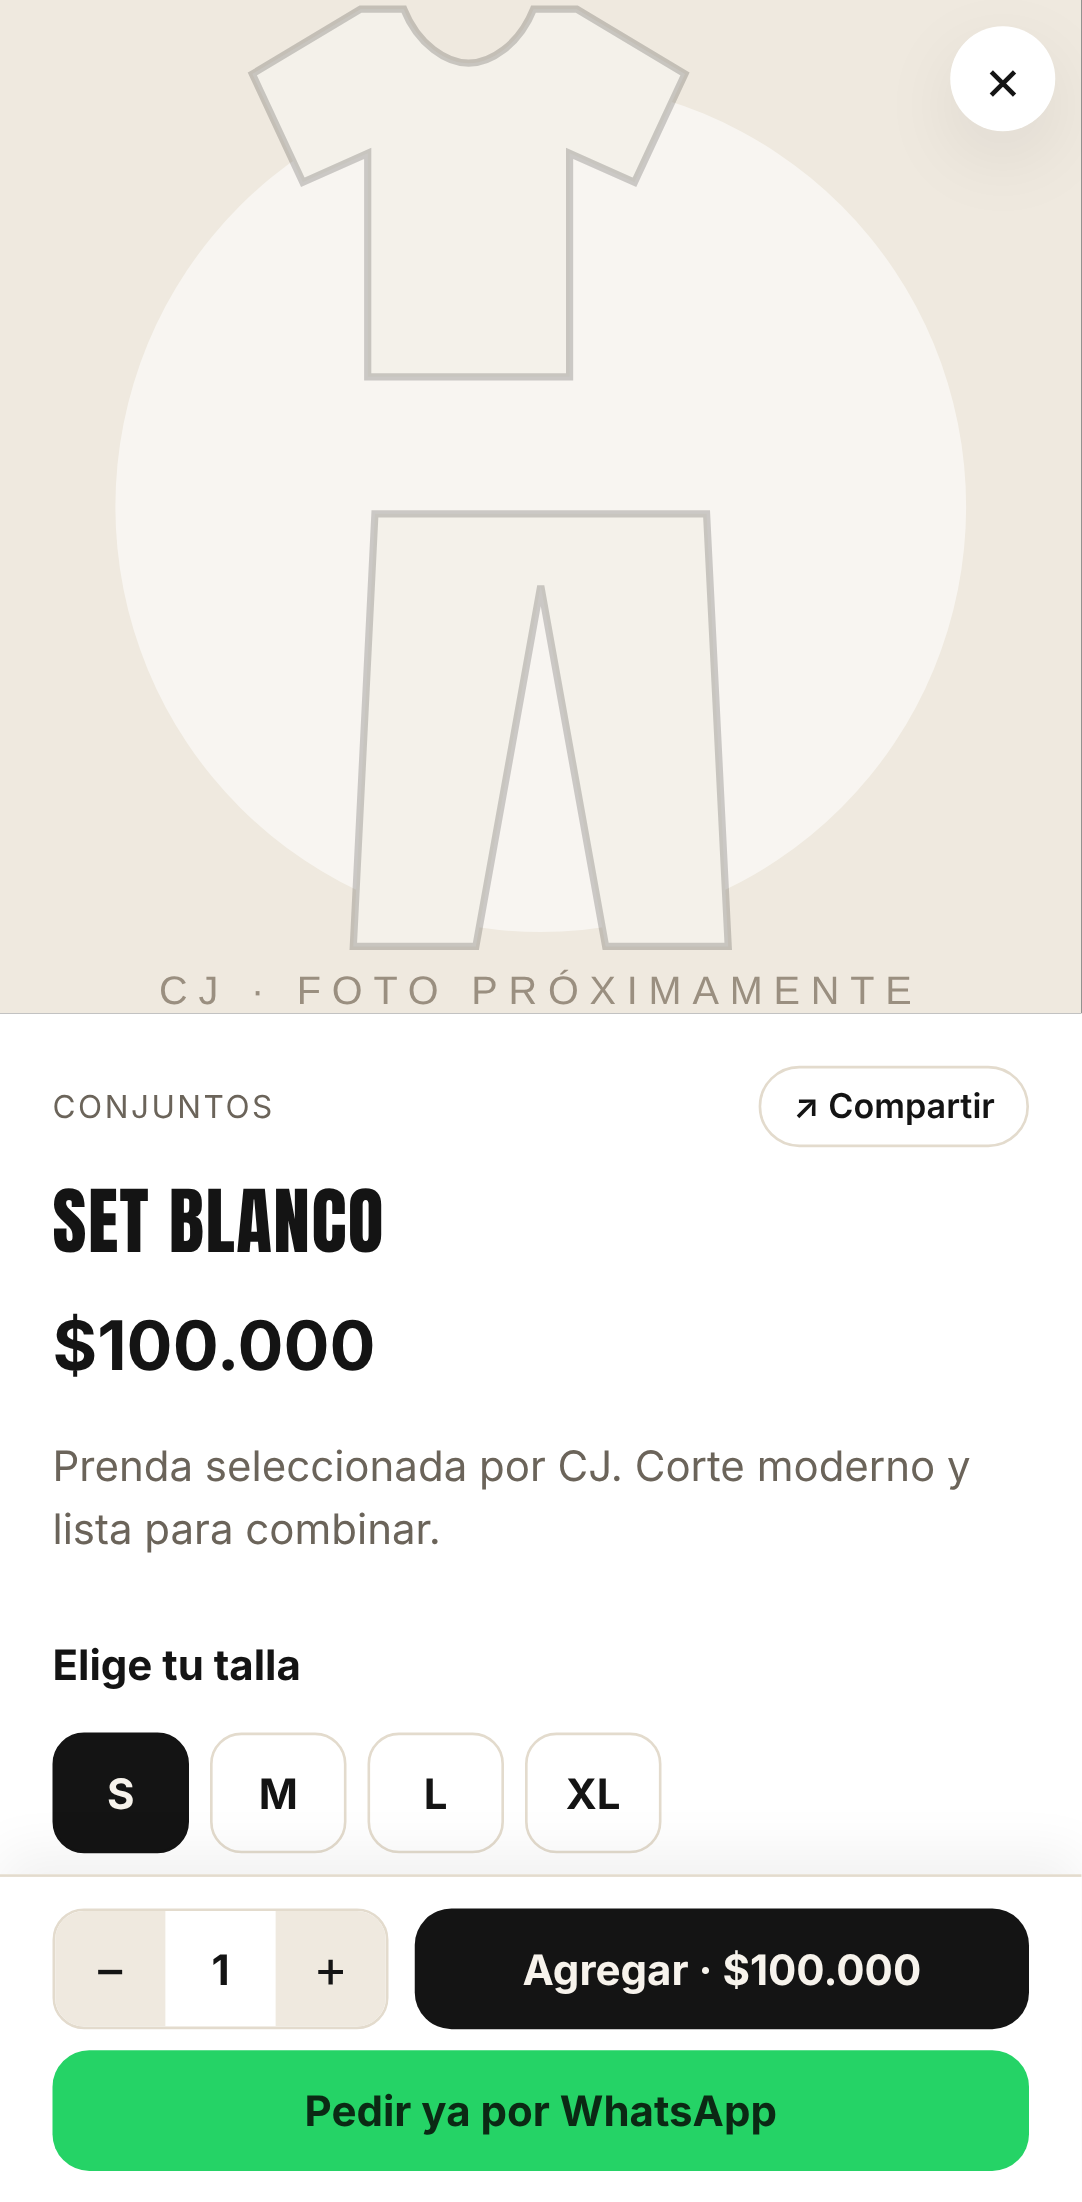 ×
CJ · FOTO PRÓXIMAMENTE
CONJUNTOS
↗ Compartir
SET BLANCO
$100.000
Prenda seleccionada por CJ. Corte moderno y
lista para combinar.
Elige tu talla
S M L XL
− 1 + Agregar · $100.000
Pedir ya por WhatsApp